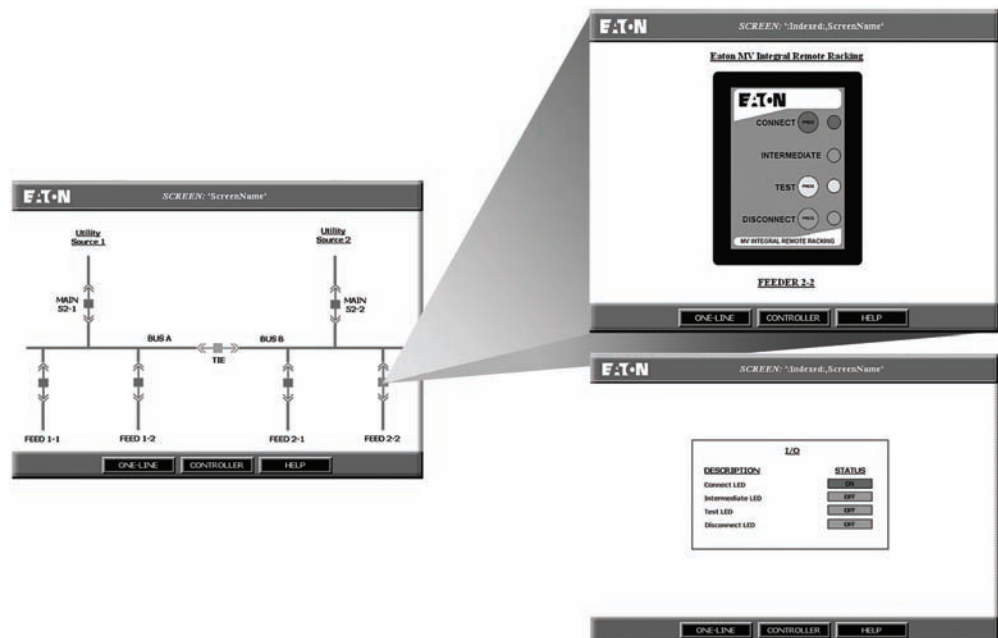 EATON
SCREEN: 'ScreenName'
Utility
Source 1
Utility
Source 2
MAIN
52-1
MAIN
52-2
BUS A
BUS B
TIE
FEED 1-1
FEED 1-2
FEED 2-1
FEED 2-2
ONE-LINE
CONTROLLER
HELP
EATON
SCREEN: ':Indexed:,ScreenName'
Eaton MV Integral Remote Racking
EATON
CONNECT PRESS
INTERMEDIATE
TEST PRESS
DISCONNECT PRESS
MV INTEGRAL REMOTE RACKING
FEEDER 2-2
ONE-LINE
CONTROLLER
HELP
EATON
SCREEN: ':Indexed:,ScreenName'
I/O
DESCRIPTION STATUS
Connect LED ON
Intermediate LED OFF
Test LED OFF
Disconnect LED OFF
ONE-LINE
CONTROLLER
HELP